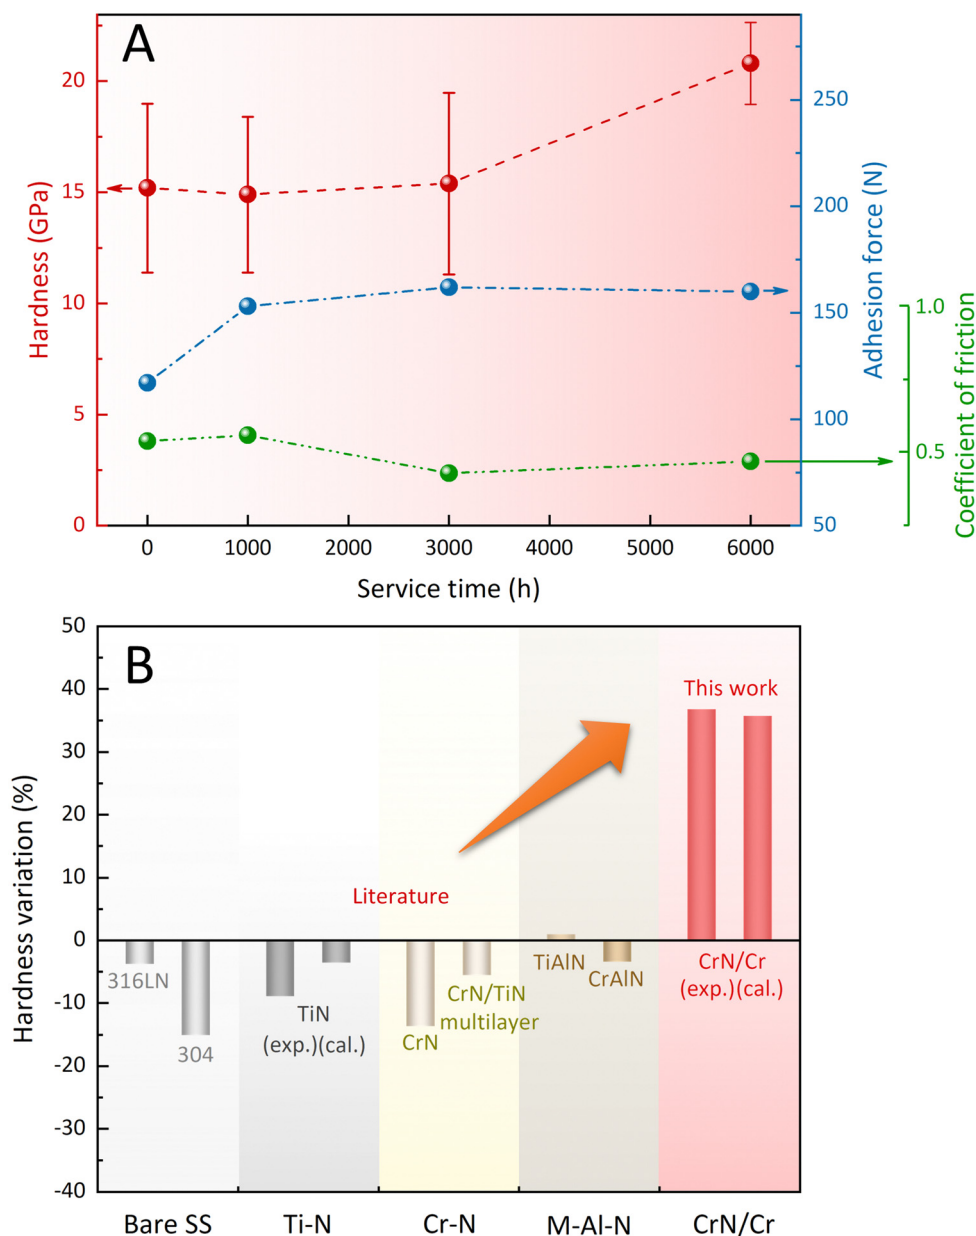 A
20
15
10
5
0
Hardness (GPa)
250
200
150
100
50
Adhesion force (N)
1.0
0.5
Coefficient of friction
0 1000 2000 3000 4000 5000 6000
Service time (h)
B
50
40
30
20
10
0
-10
-20
-30
-40
Hardness variation (%)
This work
Literature
316LN
304
TiN
(exp.)(cal.)
CrN
CrN/TiN
multilayer
TiAlN
CrAlN
CrN/Cr
(exp.)(cal.)
Bare SS Ti-N Cr-N M-Al-N CrN/Cr